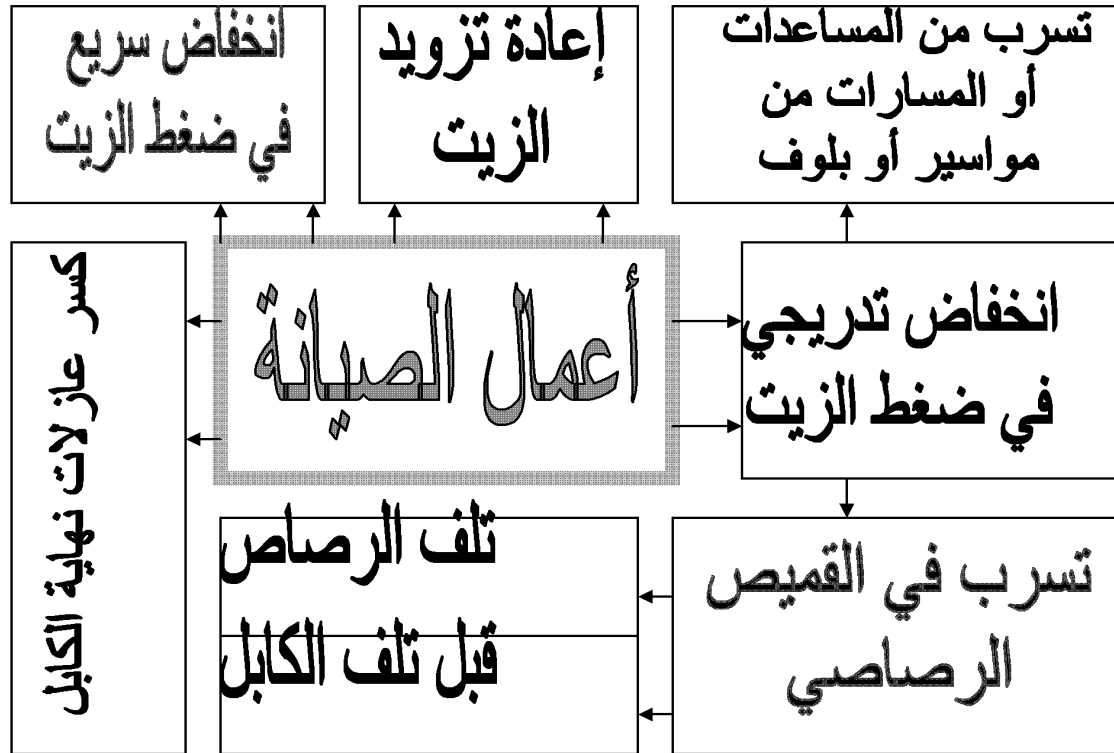 تسرب من المساعدات
أو المسارات من
مواسير أو بلوف
إعادة تزويد
الزيت
انخفاض سريع
في ضغط الزيت
انخفاض تدريجي
في ضغط الزيت
أعمال الصيانة
كسر عازلات نهاية الكابل
تسرب في القميص
الرصاصي
تلف الرصاص
قبل تلف الكابل